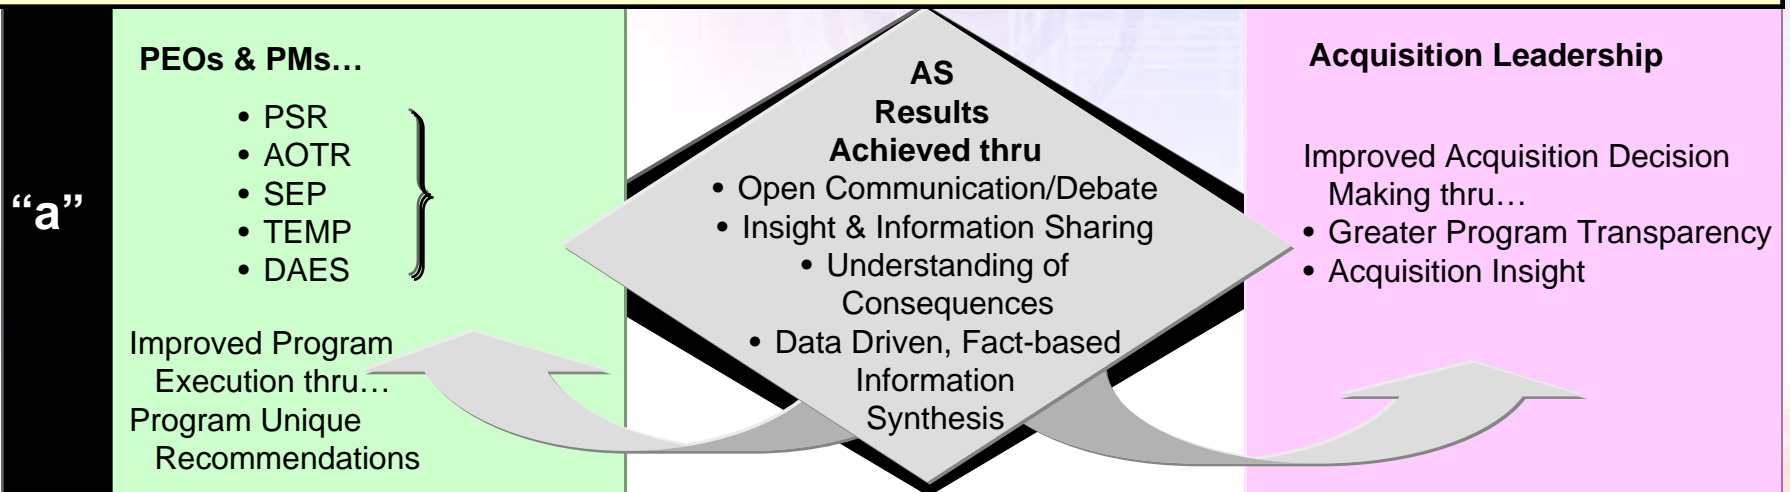 “a”
PEOs & PMs…
• PSR
• AOTR
• SEP
• TEMP
• DAES
Improved Program
Execution thru…
Program Unique
Recommendations
AS
Results
Achieved thru
• Open Communication/Debate
• Insight & Information Sharing
• Understanding of
Consequences
• Data Driven, Fact-based
Information
Synthesis
Acquisition Leadership
Improved Acquisition Decision
Making thru…
• Greater Program Transparency
• Acquisition Insight